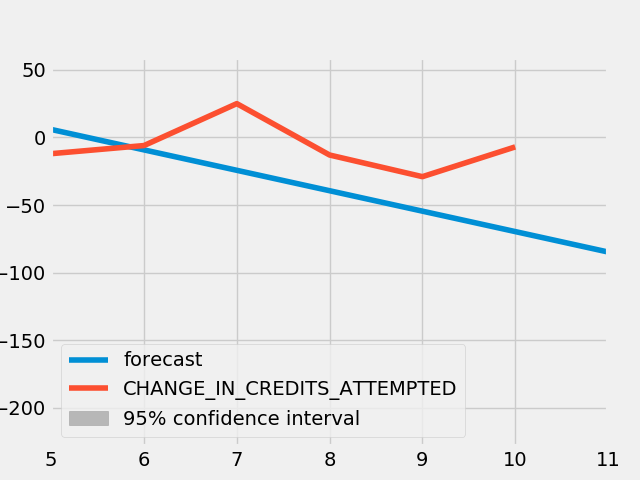 50
0
−50
−100
−150
−200
forecast
CHANGE_IN_CREDITS_ATTEMPTED
95% confidence interval
5 6 7 8 9 10 11